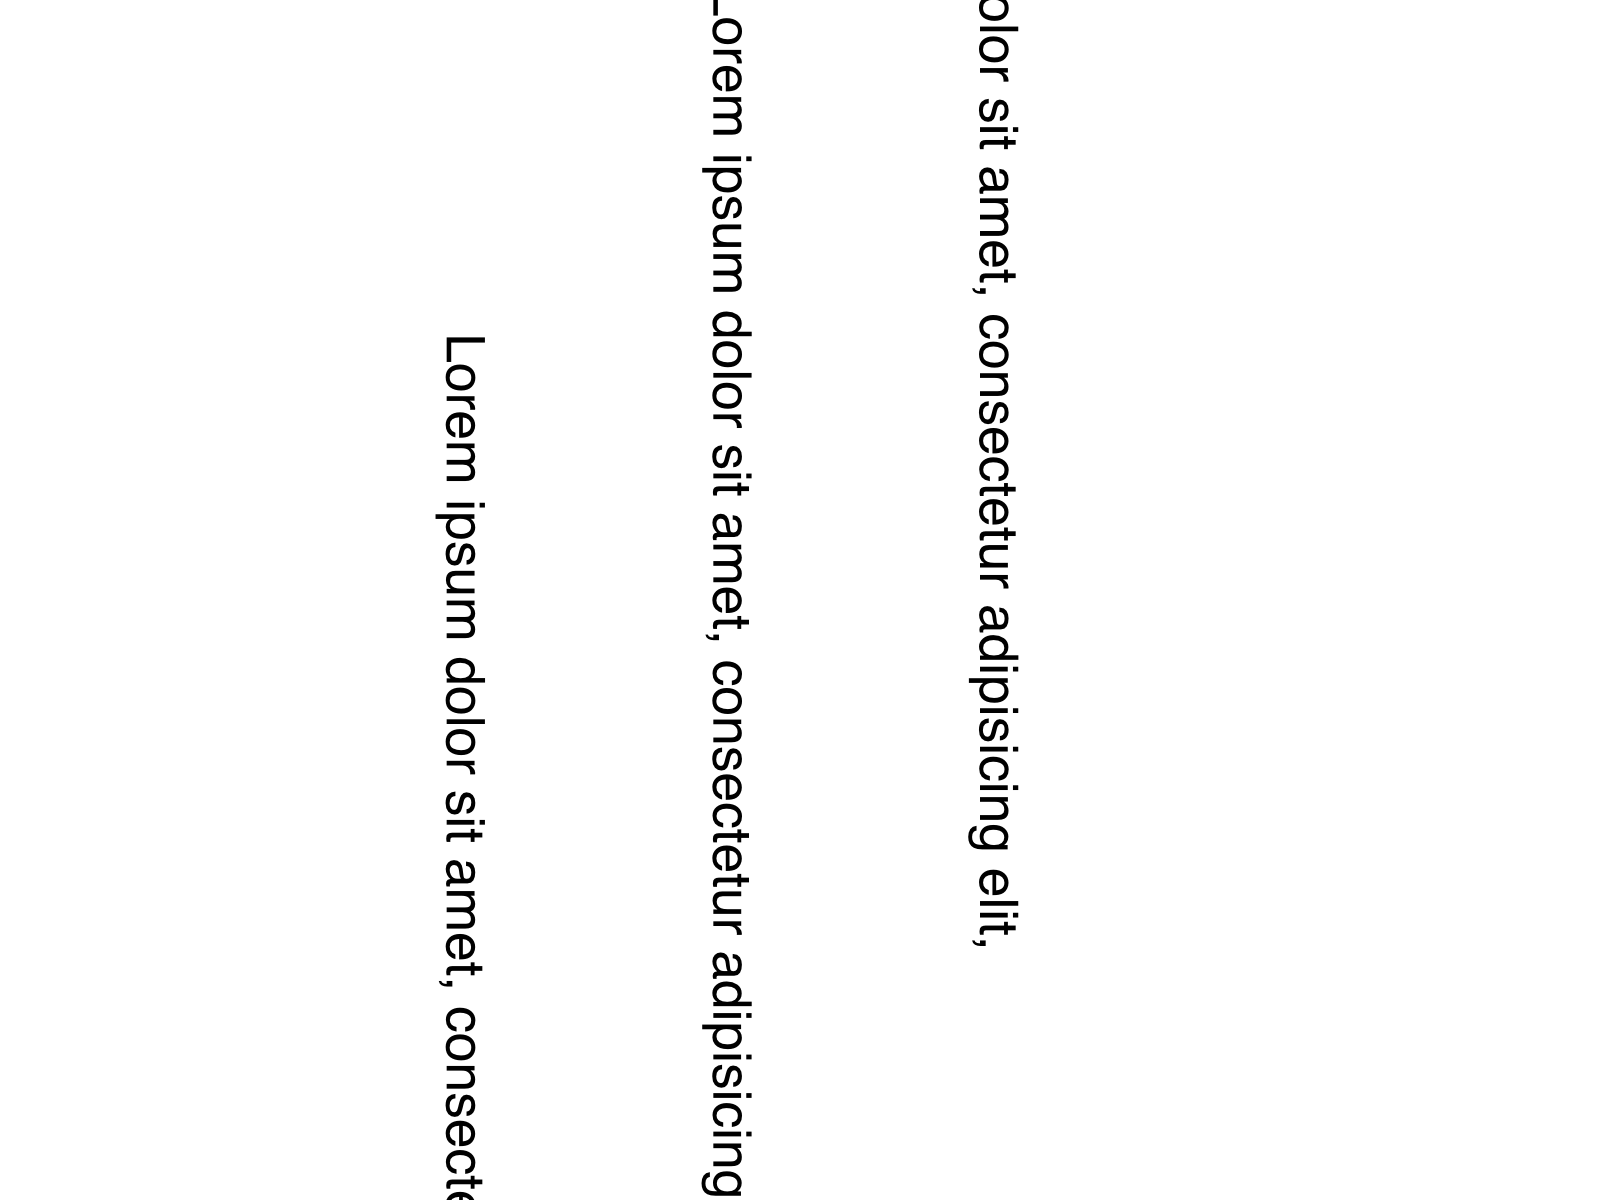 olor sit amet, consectetur adipisicing elit,
Lorem ipsum dolor sit amet, consectetur adipisicing
Lorem ipsum dolor sit amet, consecte